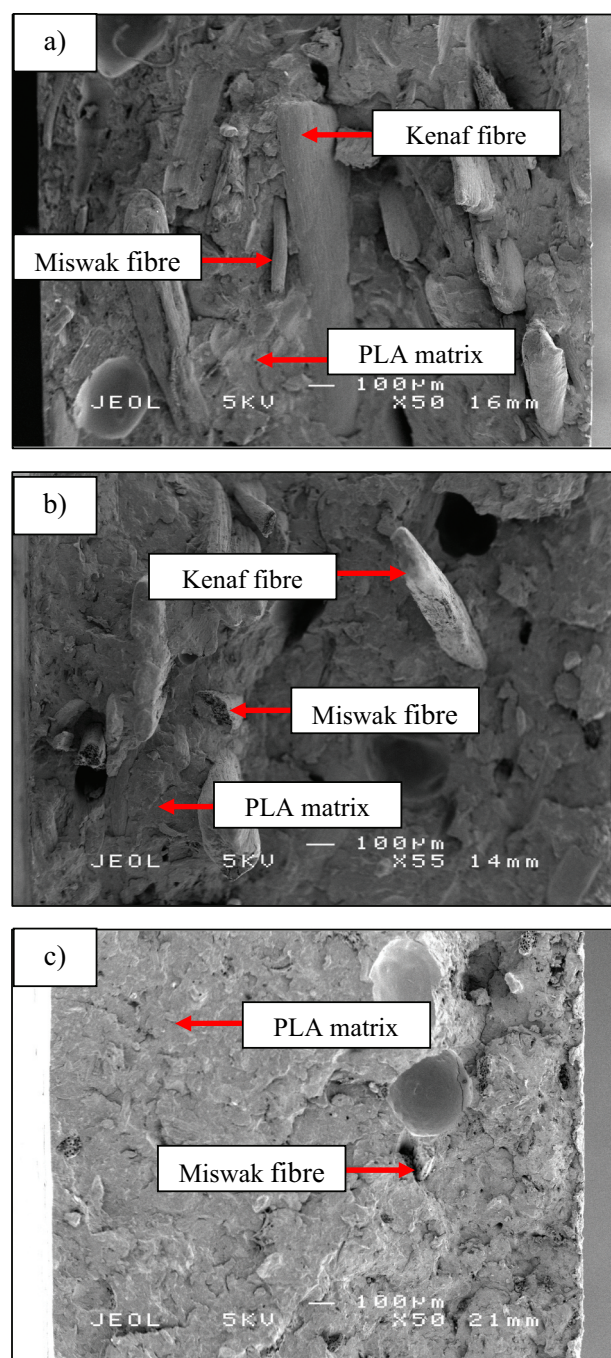 a)
Kenaf fibre
Miswak fibre
PLA matrix
100µm
JEOL 5KV X50 16mm
b)
Kenaf fibre
Miswak fibre
PLA matrix
100µm
JEOL 5KV X55 14mm
c)
PLA matrix
Miswak fibre
100µm
JEOL 5KV X50 21mm